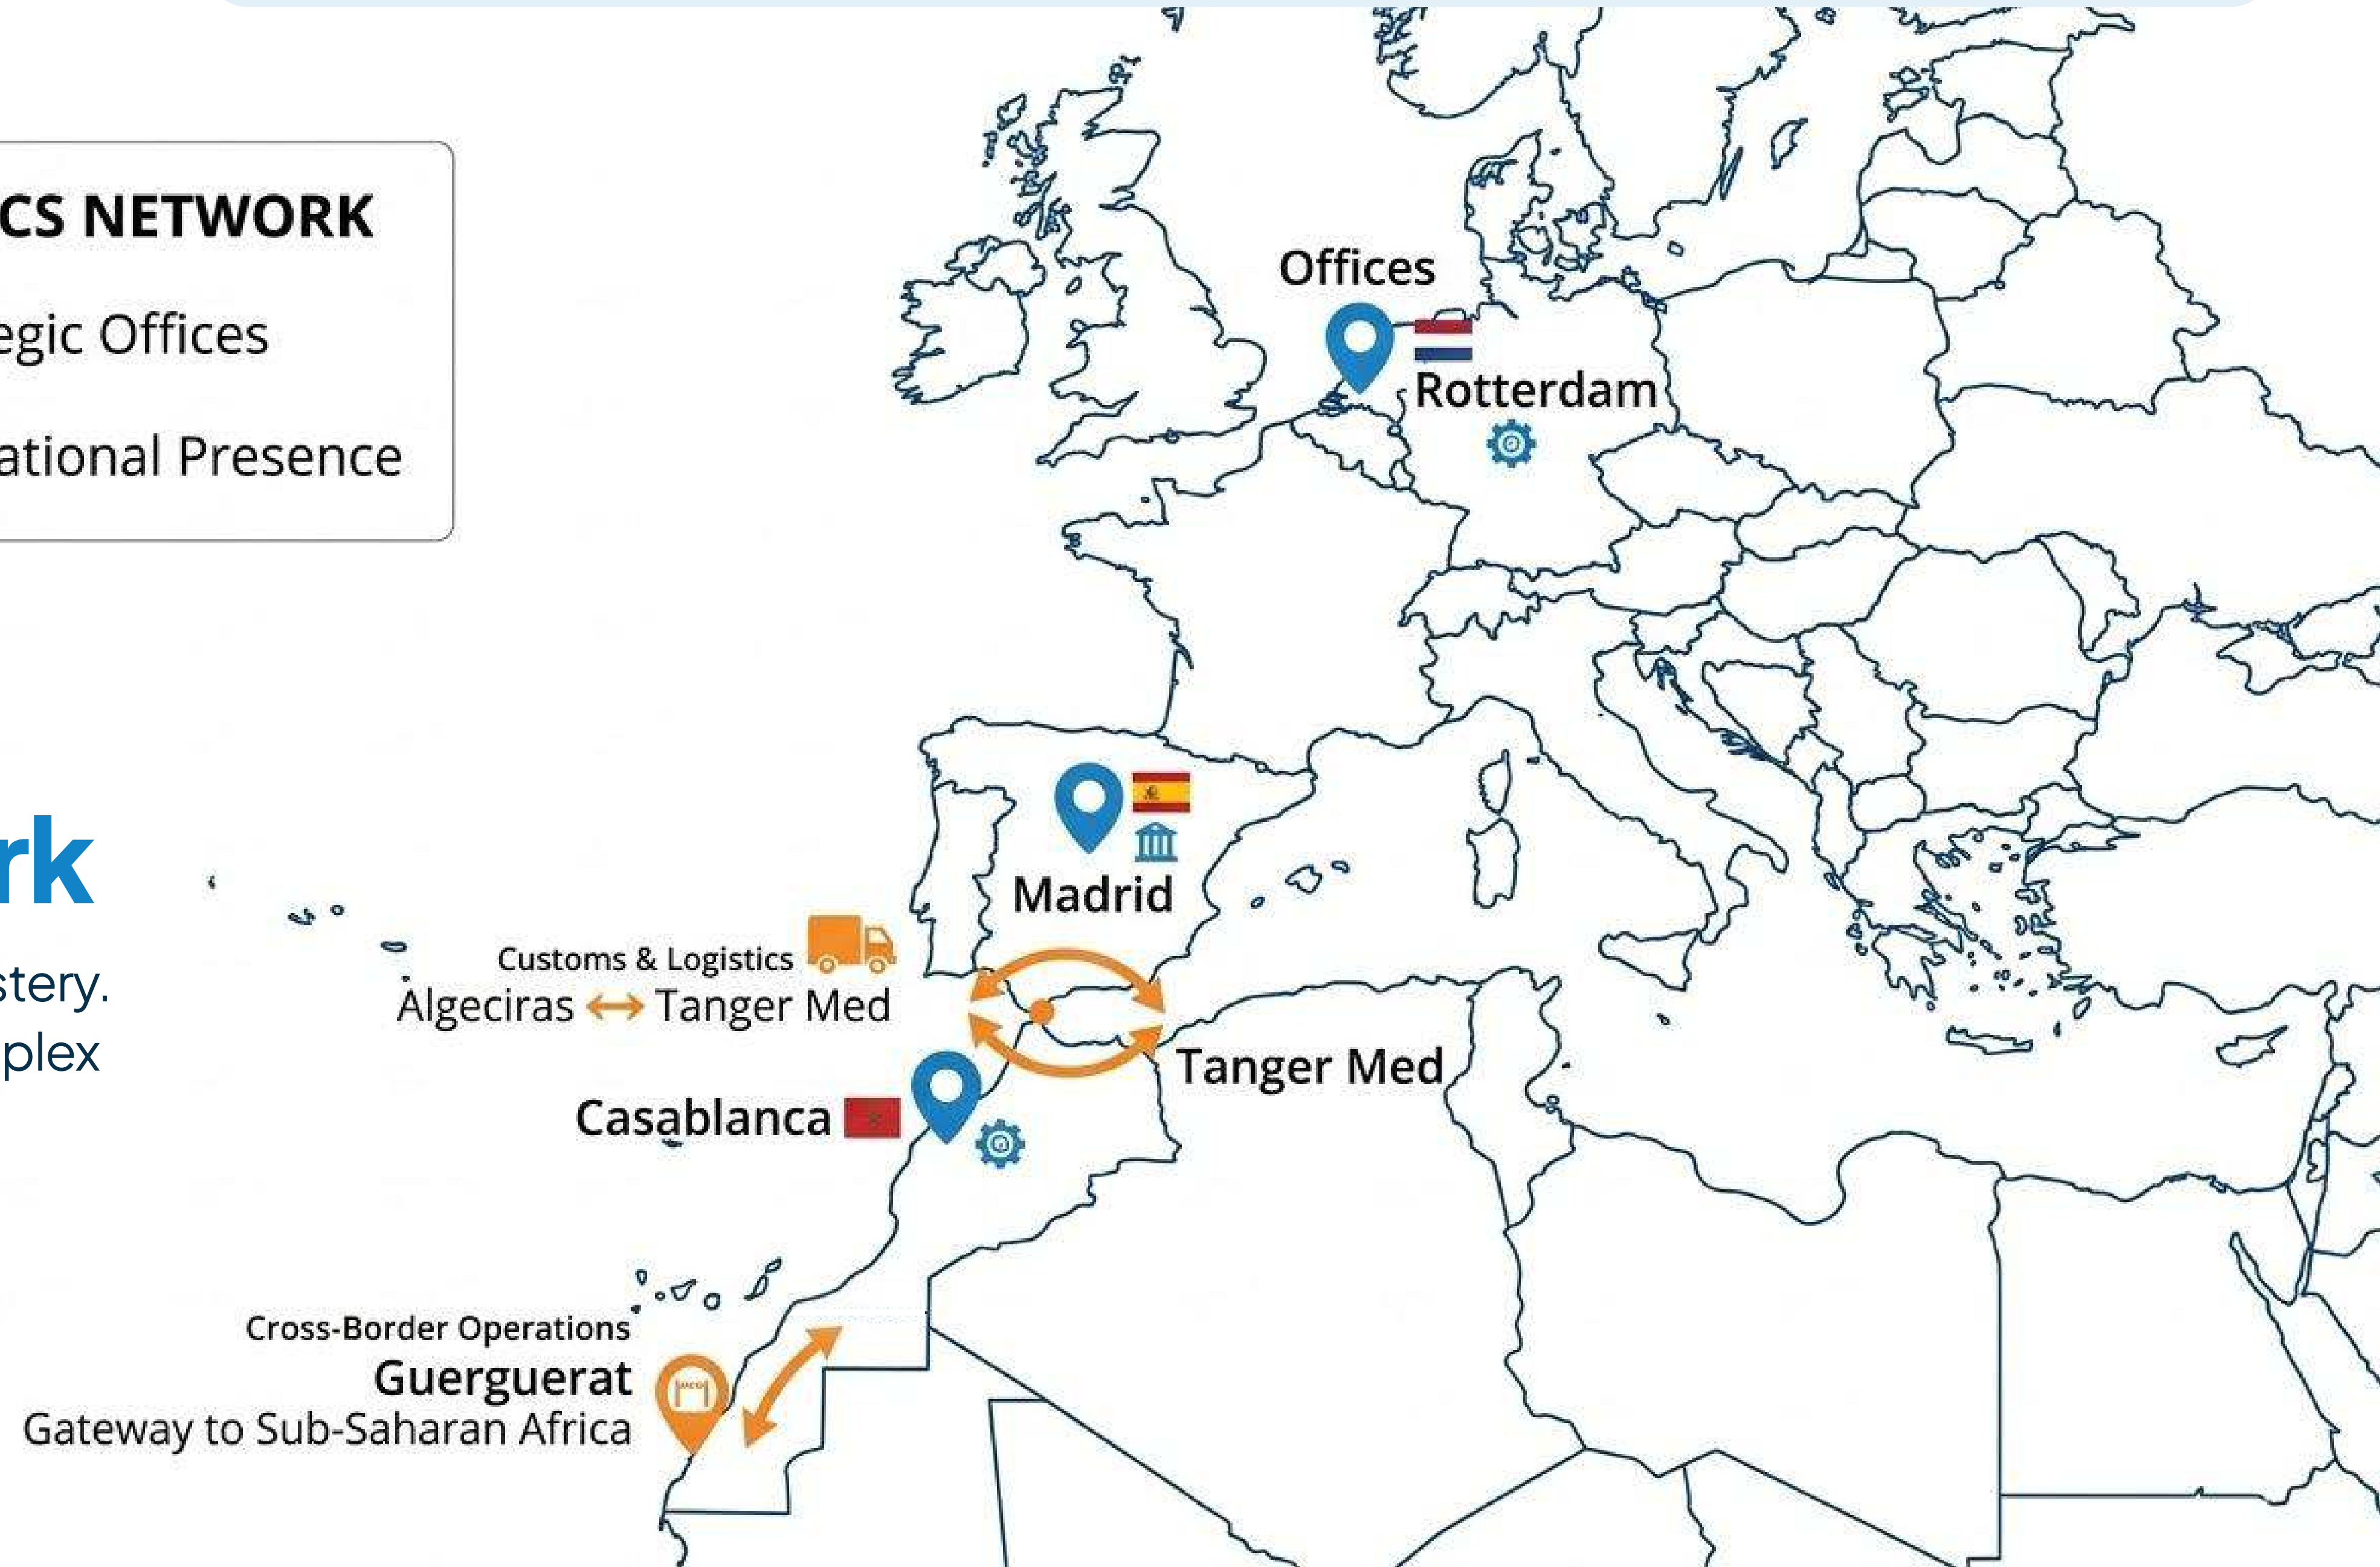 CS NETWORK
egic Offices
ational Presence
rk
stery.
plex
Offices
Rotterdam
Madrid
Customs & Logistics
Algeciras ↔ Tanger Med
Tanger Med
Casablanca
Cross-Border Operations
Guerguerat
Gateway to Sub-Saharan Africa